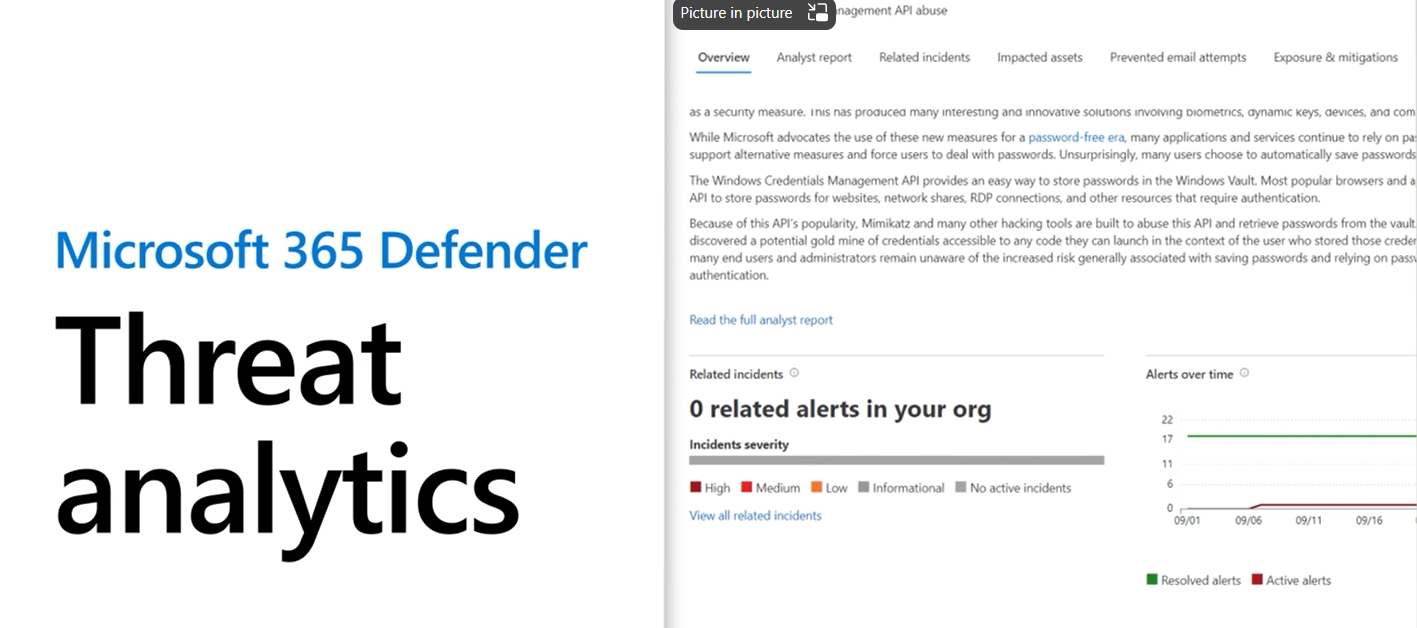 Microsoft 365 Defender
Threat
analytics
Picture in picture
nagement API abuse
Overview Analyst report Related incidents Impacted assets Prevented email attempts Exposure & mitigations
as a security measure. This has produced many interesting and innovative solutions involving biometrics, dynamic keys, devices, and com
While Microsoft advocates the use of these new measures for a password-free era, many applications and services continue to rely on pa
support alternative measures and force users to deal with passwords. Unsurprisingly, many users choose to automatically save passwords
The Windows Credentials Management API provides an easy way to store passwords in the Windows Vault. Most popular browsers and a
API to store passwords for websites, network shares, RDP connections, and other resources that require authentication.
Because of this API's popularity, Mimikatz and many other hacking tools are built to abuse this API and retrieve passwords from the vault.
discovered a potential gold mine of credentials accessible to any code they can launch in the context of the user who stored those creder
many end users and administrators remain unaware of the increased risk generally associated with saving passwords and relying on passw
authentication.
Read the full analyst report
Related incidents
0 related alerts in your org
Incidents severity
High Medium Low Informational No active incidents
View all related incidents
Alerts over time
22
17
11
6
0
09/01 09/06 09/11 09/16
Resolved alerts Active alerts